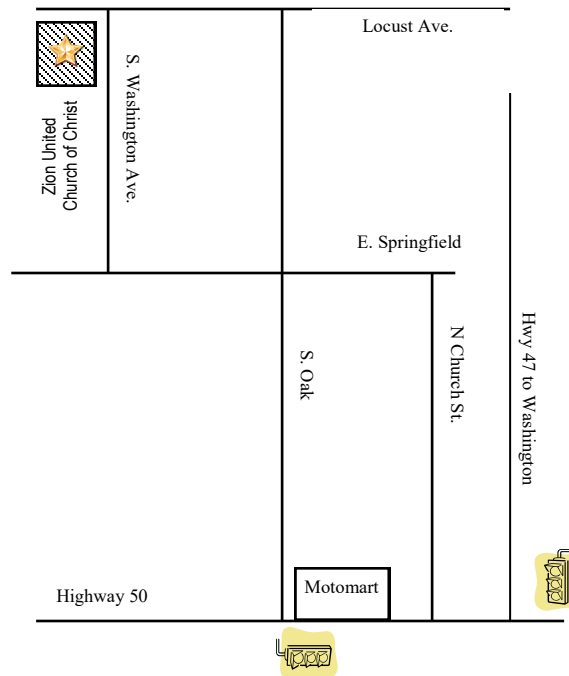 Locust Ave.
S. Washington Ave.
Zion United
Church of Christ
E. Springfield
S. Oak
N Church St.
Hwy 47 to Washington
Motomart
Highway 50